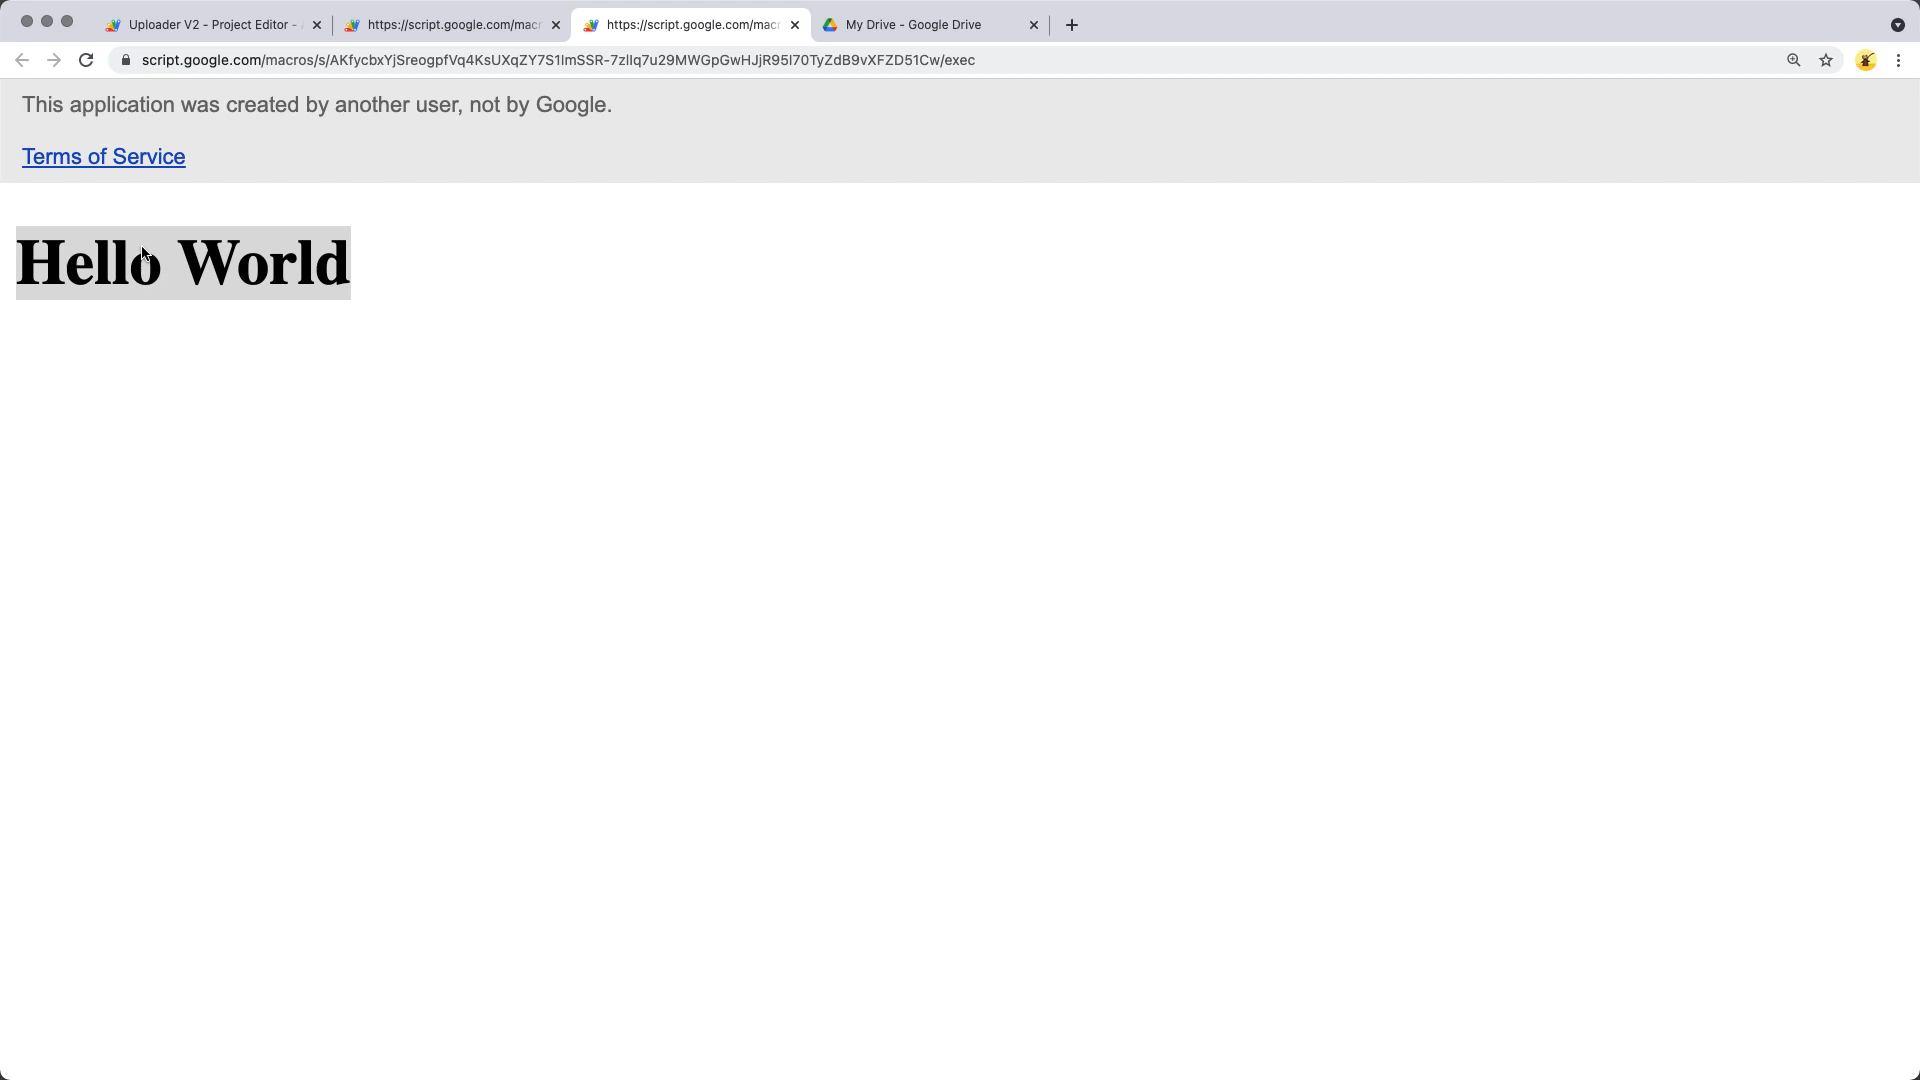 Uploader V2 - Project Editor -
https://script.google.com/macr
https://script.google.com/macr
My Drive - Google Drive
script.google.com/macros/s/AKfycbxYjSreogpfVq4KsUXqZY7S1ImSSR-7zlIq7u29MWGpGwHJjR95I70TyZdB9vXFZD51Cw/exec
This application was created by another user, not by Google.
Terms of Service
Hello World